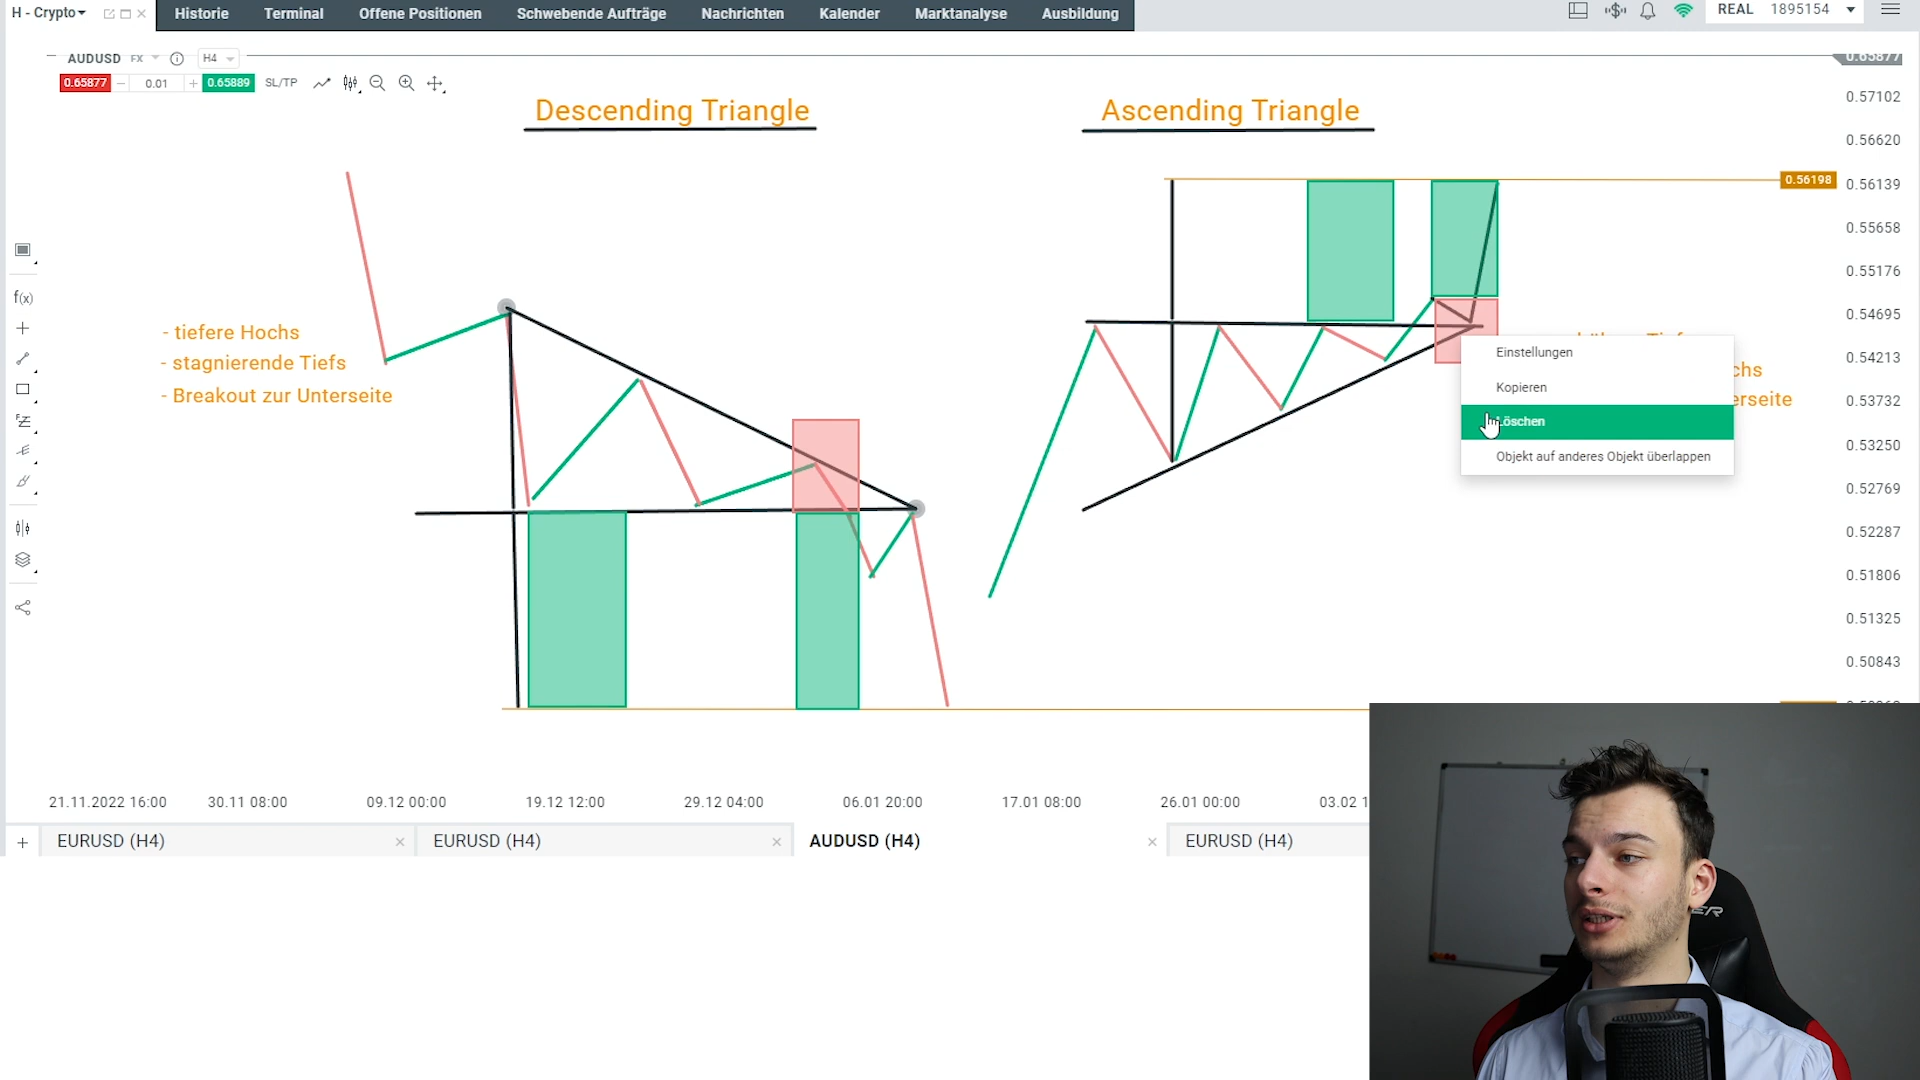 H - Crypto
Historie
Terminal
Offene Positionen
Schwebende Aufträge
Nachrichten
Kalender
Marktanalyse
Ausbildung
REAL 1895154
AUDUSD FX H4
0.65877
0.01
0.65889
SL/TP
Descending Triangle
Ascending Triangle
0.65877
0.57102
0.56620
0.56198
0.56139
0.55658
0.55176
0.54695
0.54213
0.53732
0.53250
0.52769
0.52287
0.51806
0.51325
0.50843
f(x)
- tiefere Hochs
- stagnierende Tiefs
- Breakout zur Unterseite
Einstellungen
Kopieren
Löschen
Objekt auf anderes Objekt überlappen
chs
erseite
21.11.2022 16:00
30.11 08:00
09.12 00:00
19.12 12:00
29.12 04:00
06.01 20:00
17.01 08:00
26.01 00:00
03.02 1
EURUSD (H4)
EURUSD (H4)
AUDUSD (H4)
EURUSD (H4)